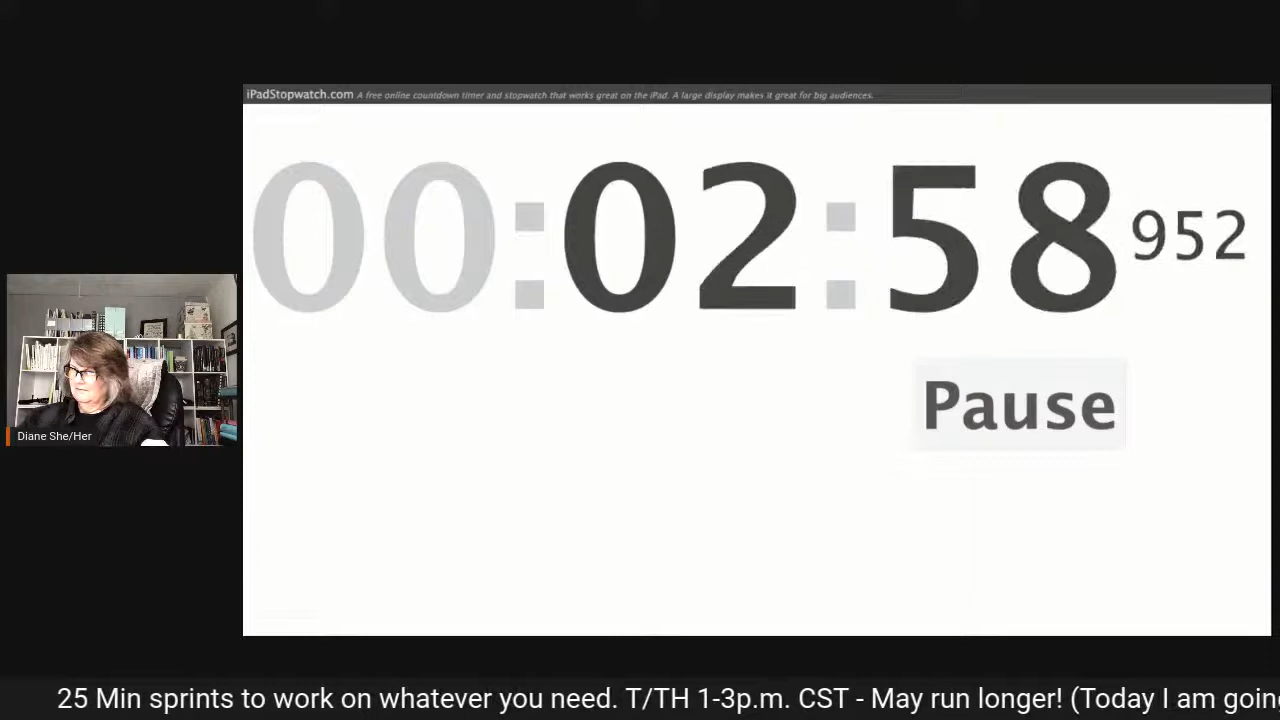 iPadStopwatch.com A free online countdown timer and stopwatch that works great on the iPad. A large display makes it great for big audiences.
00:02:58 952
Pause
Diane She/Her
25 Min sprints to work on whatever you need. T/TH 1-3p.m. CST - May run longer! (Today I am going